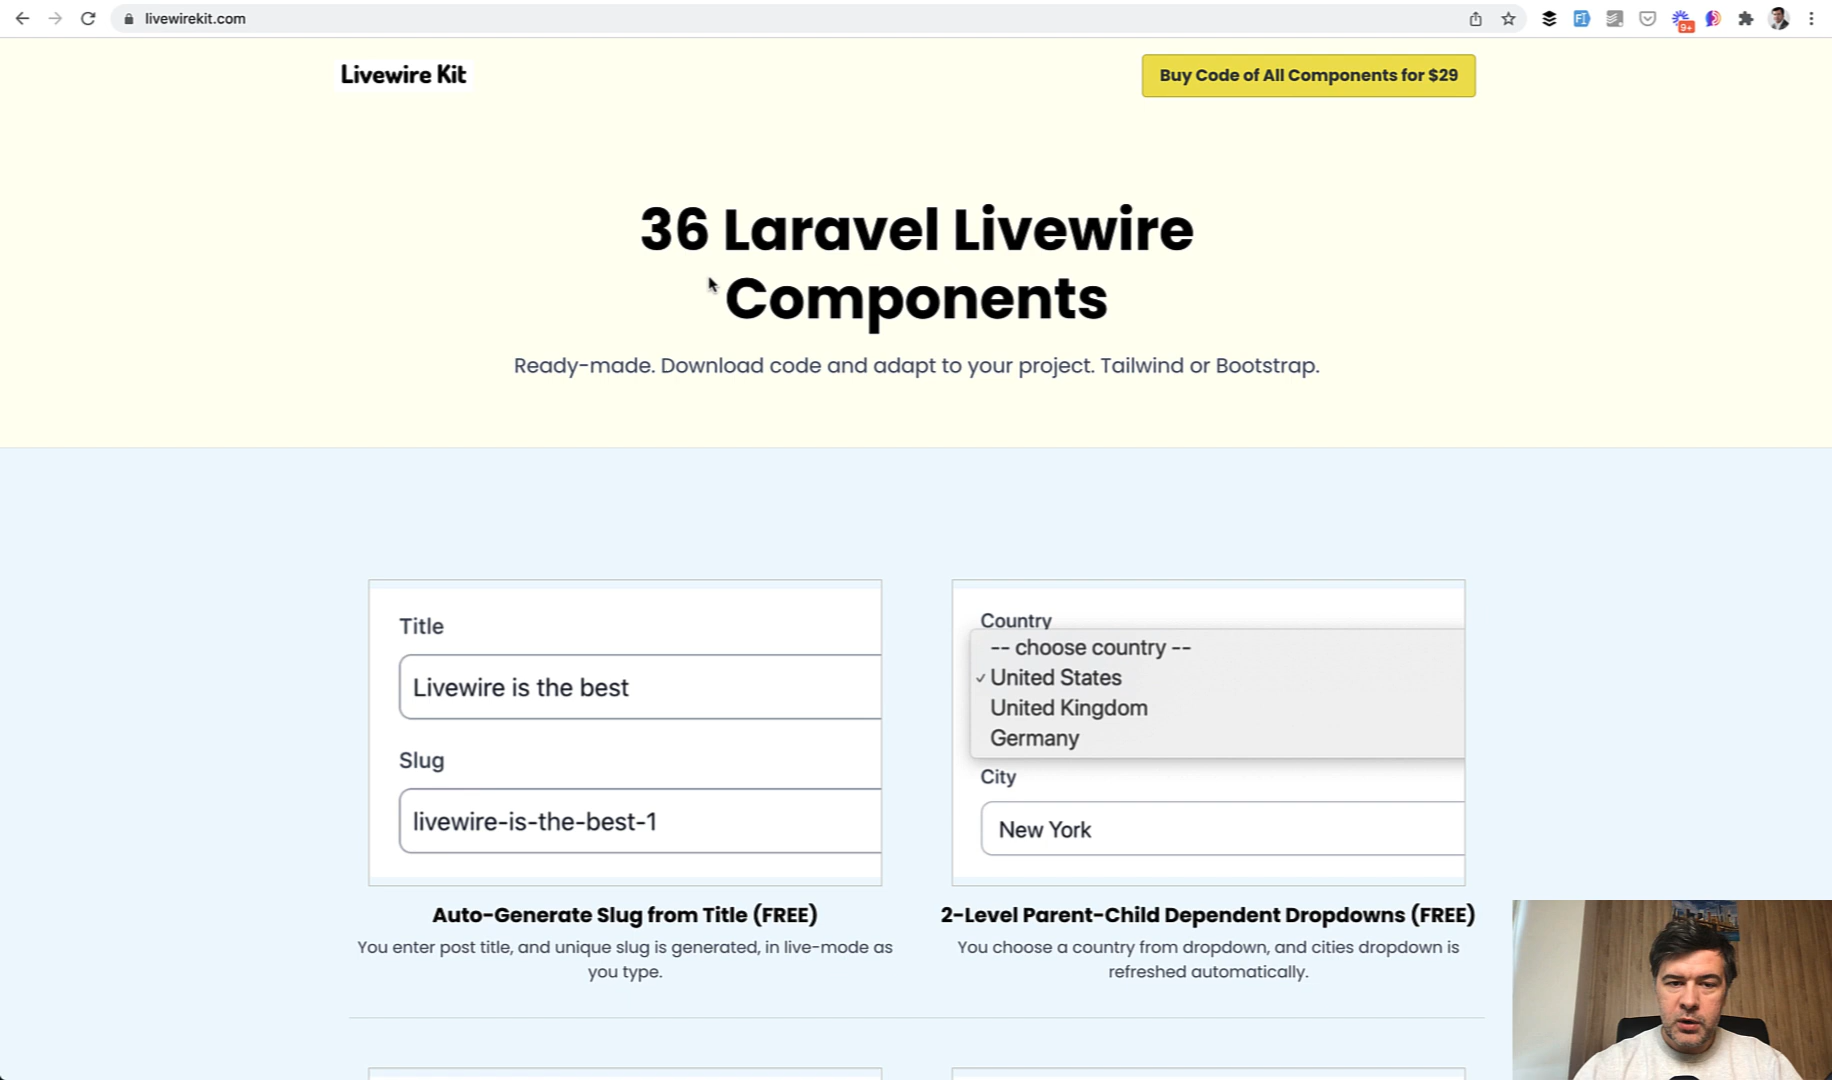 livewirekit.com
9+
Livewire Kit
Buy Code of All Components for $29
36 Laravel Livewire
Components
Ready-made. Download code and adapt to your project. Tailwind or Bootstrap.
Title
Livewire is the best
Slug
livewire-is-the-best-1
Country
-- choose country --
✓ United States
United Kingdom
Germany
City
New York
Auto-Generate Slug from Title (FREE)
You enter post title, and unique slug is generated, in live-mode as
you type.
2-Level Parent-Child Dependent Dropdowns (FREE)
You choose a country from dropdown, and cities dropdown is
refreshed automatically.